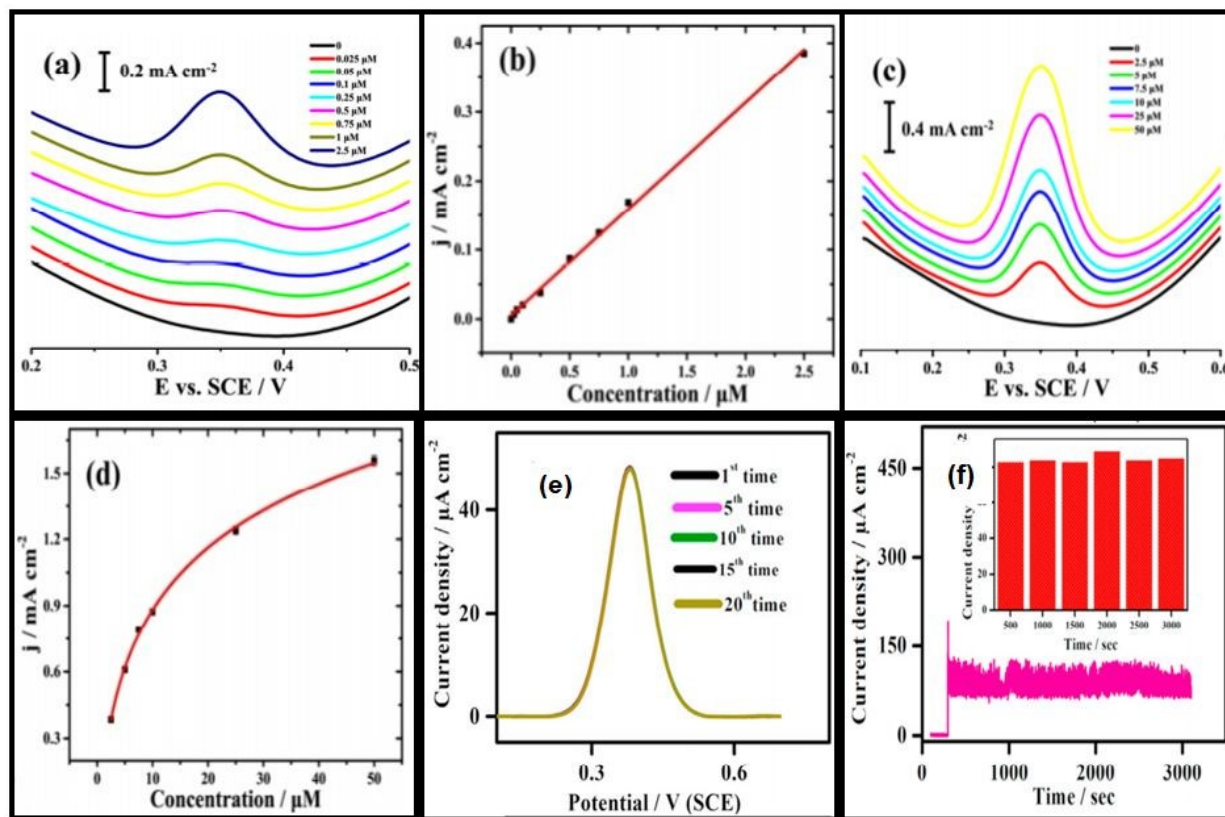 (a)
0.2 mA cm⁻²
0
0.025 μM
0.05 μM
0.1 μM
0.25 μM
0.5 μM
0.75 μM
1 μM
2.5 μM
0.2 0.3 0.4 0.5
E vs. SCE / V
(b)
j / mA cm⁻²
0.4
0.3
0.2
0.1
0.0
0.0 0.5 1.0 1.5 2.0 2.5
Concentration / μM
(c)
0.4 mA cm⁻²
0
2.5 μM
5 μM
7.5 μM
10 μM
25 μM
50 μM
0.1 0.2 0.3 0.4 0.5 0.6
E vs. SCE / V
(d)
j / mA cm⁻²
1.5
1.2
0.9
0.6
0.3
0 10 20 30 40 50
Concentration / μM
(e)
Current density / μA cm⁻²
40
20
0
1st time
5th time
10th time
15th time
20th time
0.3 0.6
Potential / V (SCE)
(f)
Current density / μA cm⁻²
450
300
150
0
Current density
40
20
0
500 1000 1500 2000 2500 3000
Time / sec
0 1000 2000 3000
Time / sec